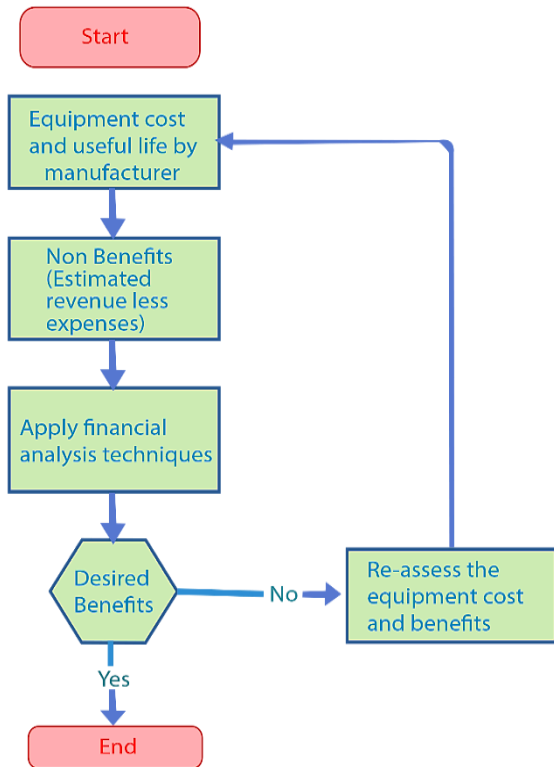 Start
Equipment cost
and useful life by
manufacturer
Non Benefits
(Estimated
revenue less
expenses)
Apply financial
analysis techniques
Desired
Benefits
No
Re-assess the
equipment cost
and benefits
Yes
End